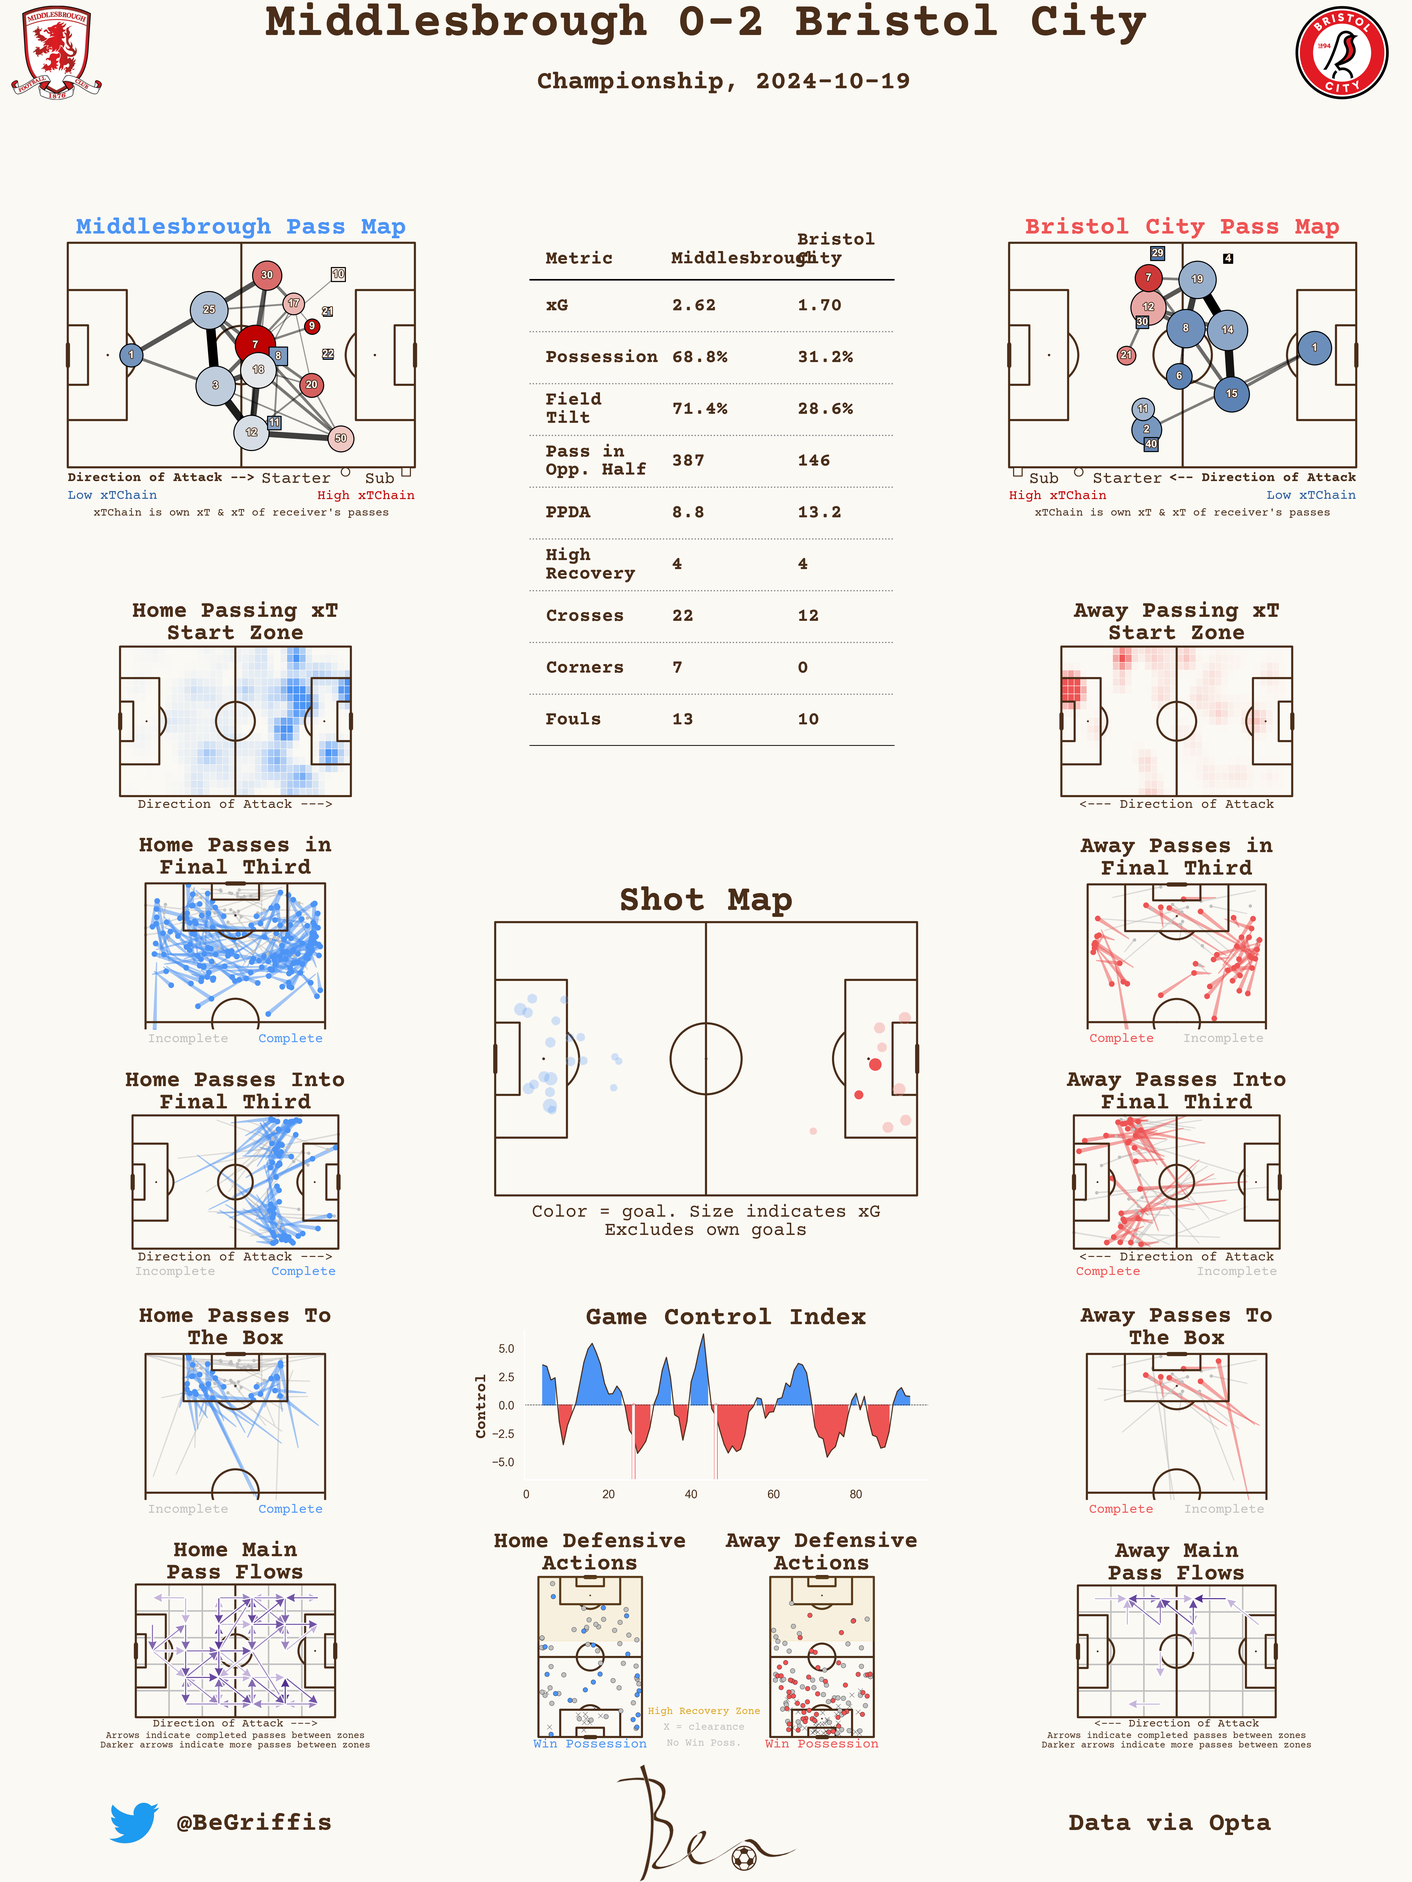 Middlesbrough 0-2 Bristol City
Championship, 2024-10-19
MIDDLESBROUGH
FOOTBALL CLUB
1876
BRISTOL
1894
CITY
Middlesbrough Pass Map
30
10
25
17
21
9
7
1
8
22
18
3
20
11
12
50
Direction of Attack --> Starter Sub
Low xTChain High xTChain
xTChain is own xT & xT of receiver's passes
Metric Middlesbrough Bristol City
xG 2.62 1.70
Possession 68.8% 31.2%
Field Tilt 71.4% 28.6%
Pass in Opp. Half 387 146
PPDA 8.8 13.2
High Recovery 4 4
Crosses 22 12
Corners 7 0
Fouls 13 10
Bristol City Pass Map
29
4
7
19
12
30
8
14
21
1
6
15
11
2
40
Sub Starter <-- Direction of Attack
High xTChain Low xTChain
xTChain is own xT & xT of receiver's passes
Home Passing xT
Start Zone
Direction of Attack --->
Away Passing xT
Start Zone
<--- Direction of Attack
Home Passes in
Final Third
Incomplete Complete
Away Passes in
Final Third
Complete Incomplete
Shot Map
Color = goal. Size indicates xG
Excludes own goals
Home Passes Into
Final Third
Direction of Attack --->
Incomplete Complete
Away Passes Into
Final Third
<--- Direction of Attack
Complete Incomplete
Home Passes To
The Box
Incomplete Complete
Game Control Index
Control
5.0
2.5
0.0
−2.5
−5.0
0 20 40 60 80
Away Passes To
The Box
Complete Incomplete
Home Main
Pass Flows
Direction of Attack --->
Arrows indicate completed passes between zones
Darker arrows indicate more passes between zones
Home Defensive
Actions
Win Possession
Away Defensive
Actions
Win Possession
High Recovery Zone
X = clearance
No Win Poss.
Away Main
Pass Flows
<--- Direction of Attack
Arrows indicate completed passes between zones
Darker arrows indicate more passes between zones
@BeGriffis
Ben
Data via Opta